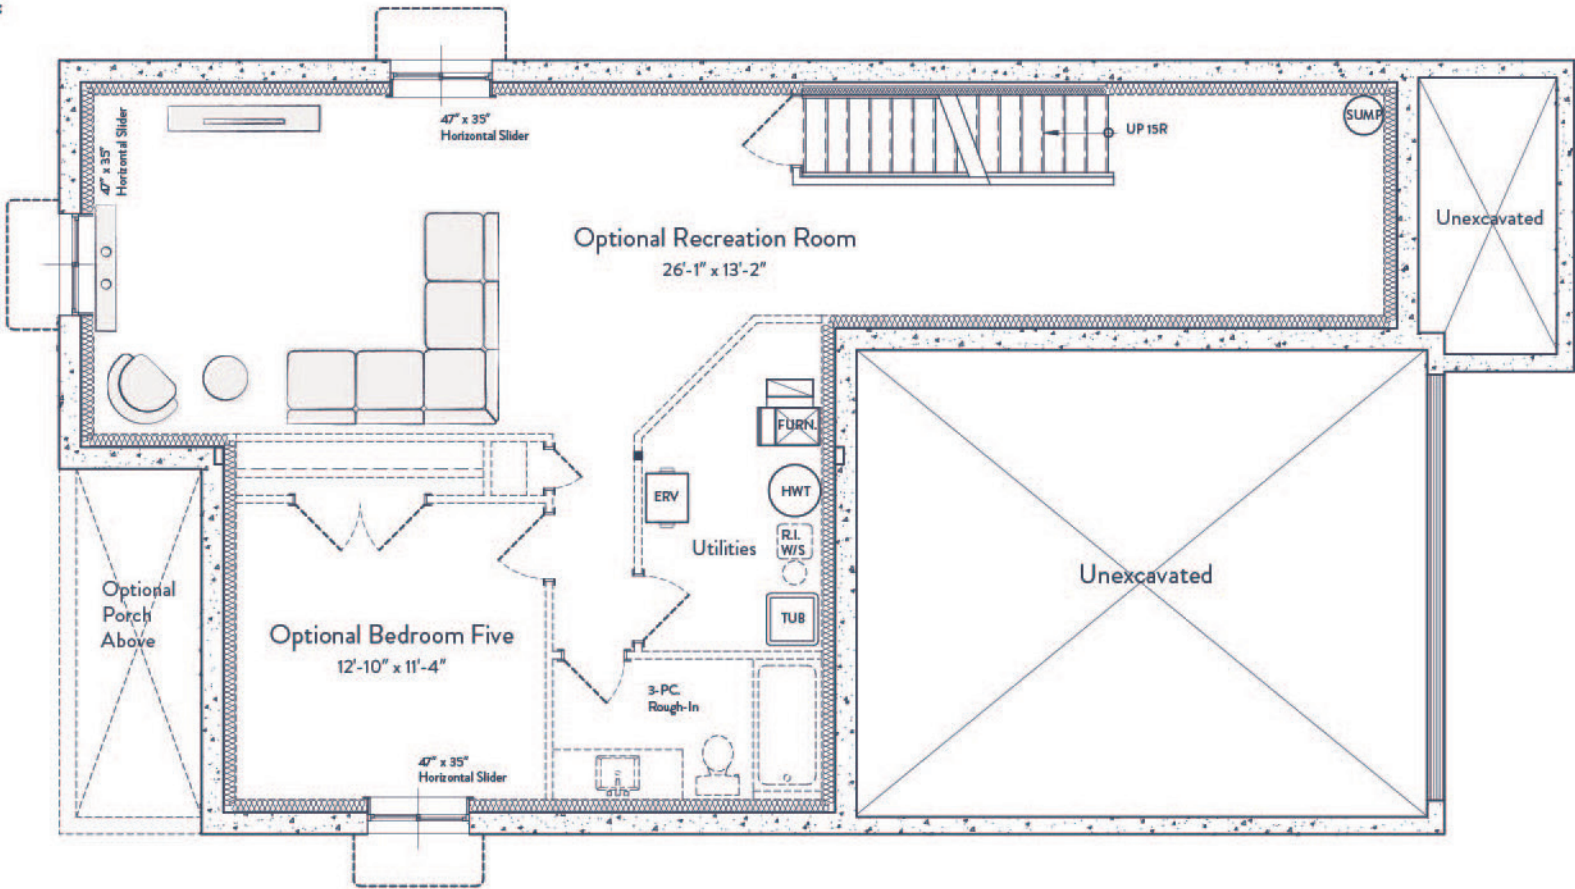 47" x 35"
Horizontal Slider
47" x 35"
Horizontal Slider
UP 15R
SUMP
Unexcavated
Optional Recreation Room
26'-1" x 13'-2"
FURN.
ERV
HWT
Utilities
R.I.
W/S
TUB
Unexcavated
Optional
Porch
Above
Optional Bedroom Five
12'-10" x 11'-4"
3-PC.
Rough-In
47" x 35"
Horizontal Slider